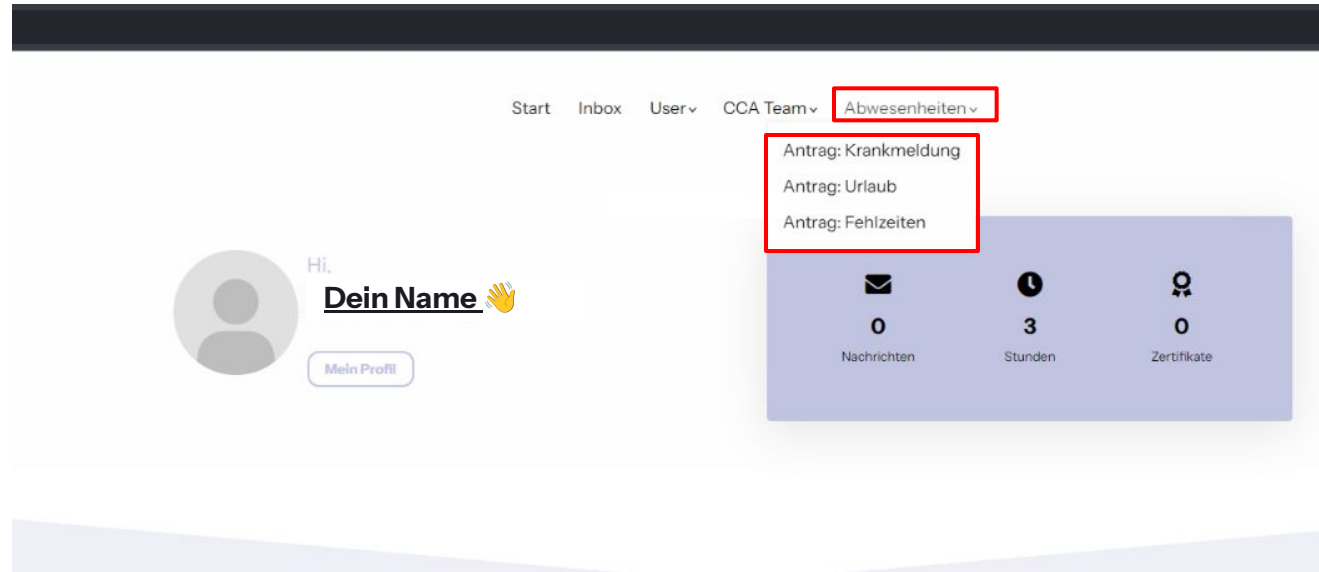 Start Inbox User CCA Team Abwesenheiten
Antrag: Krankmeldung
Antrag: Urlaub
Antrag: Fehlzeiten
Hi,
Dein Name 👋
Mein Profil
0 3 0
Nachrichten Stunden Zertifikate